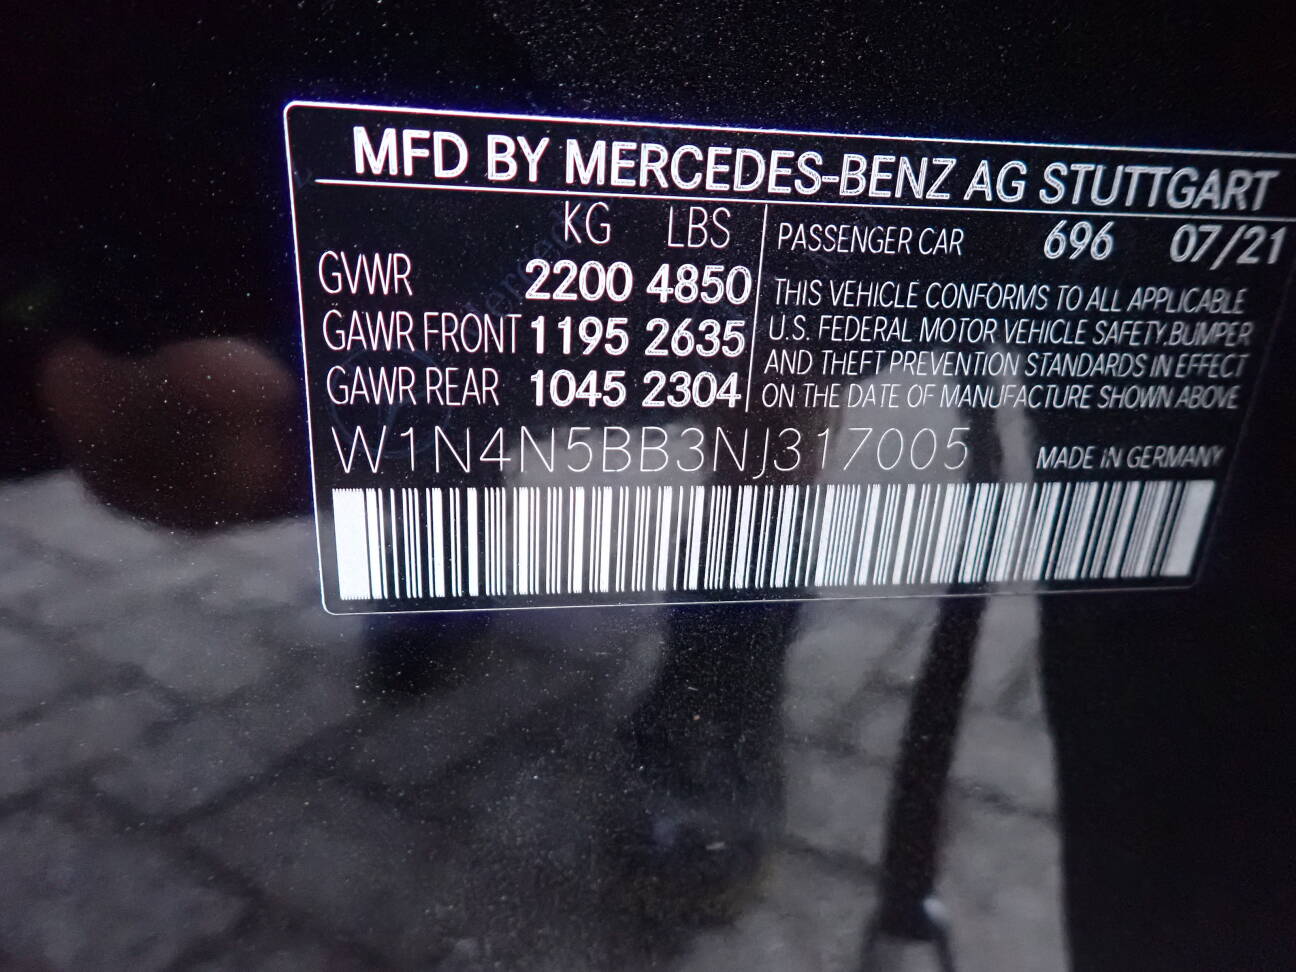 MFD BY MERCEDES-BENZ AG STUTTGART
KG LBS
GVWR 2200 4850
GAWR FRONT 1195 2635
GAWR REAR 1045 2304
PASSENGER CAR 696 07/21
THIS VEHICLE CONFORMS TO ALL APPLICABLE
U.S. FEDERAL MOTOR VEHICLE SAFETY.BUMPER
AND THEFT PREVENTION STANDARDS IN EFFECT
ON THE DATE OF MANUFACTURE SHOWN ABOVE
W1N4N5BB3NJ317005 MADE IN GERMANY